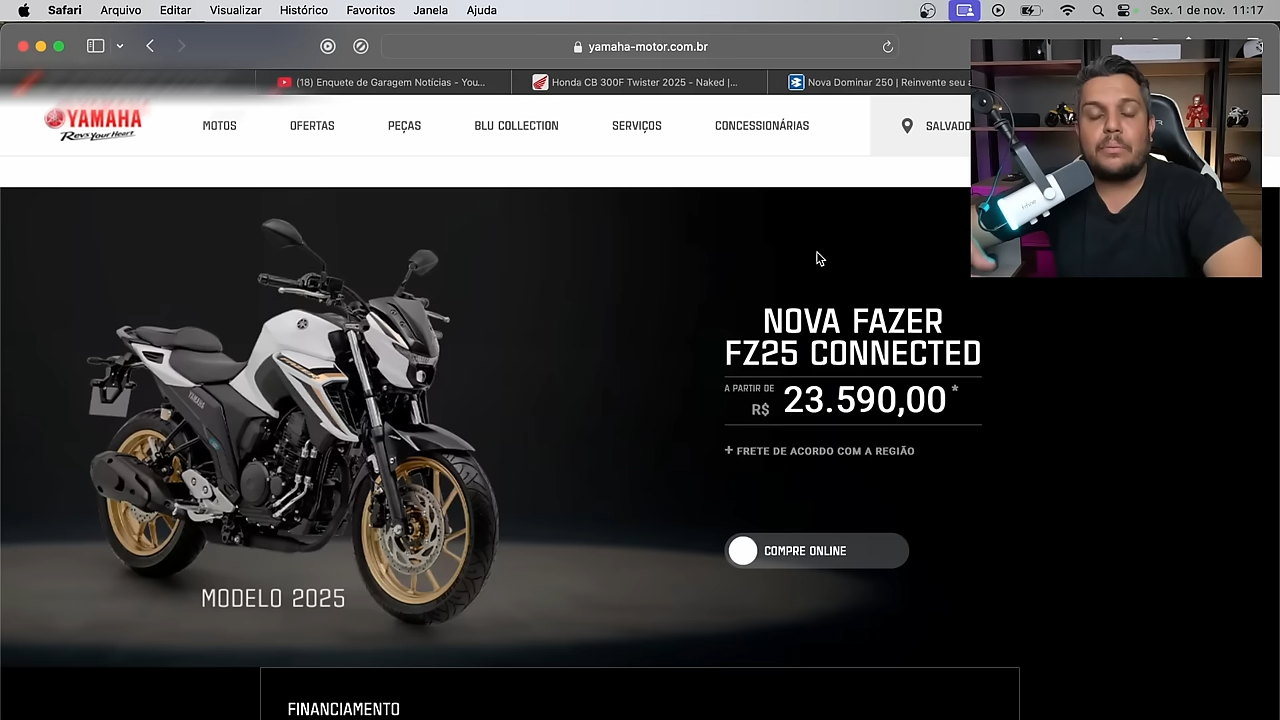 Safari Arquivo Editar Visualizar Histórico Favoritos Janela Ajuda Sex. 1 de nov. 11:17
yamaha-motor.com.br
(18) Enquete de Garagem Notícias - You... Honda CB 300F Twister 2025 - Naked |... Nova Dominar 250 | Reinvente seu a
YAMAHA
Revs Your Heart
MOTOS OFERTAS PEÇAS BLU COLLECTION SERVIÇOS CONCESSIONÁRIAS SALVADO
NOVA FAZER
FZ25 CONNECTED
A PARTIR DE
R$ 23.590,00*
+ FRETE DE ACORDO COM A REGIÃO
COMPRE ONLINE
YAMAHA
MODELO 2025
FINANCIAMENTO